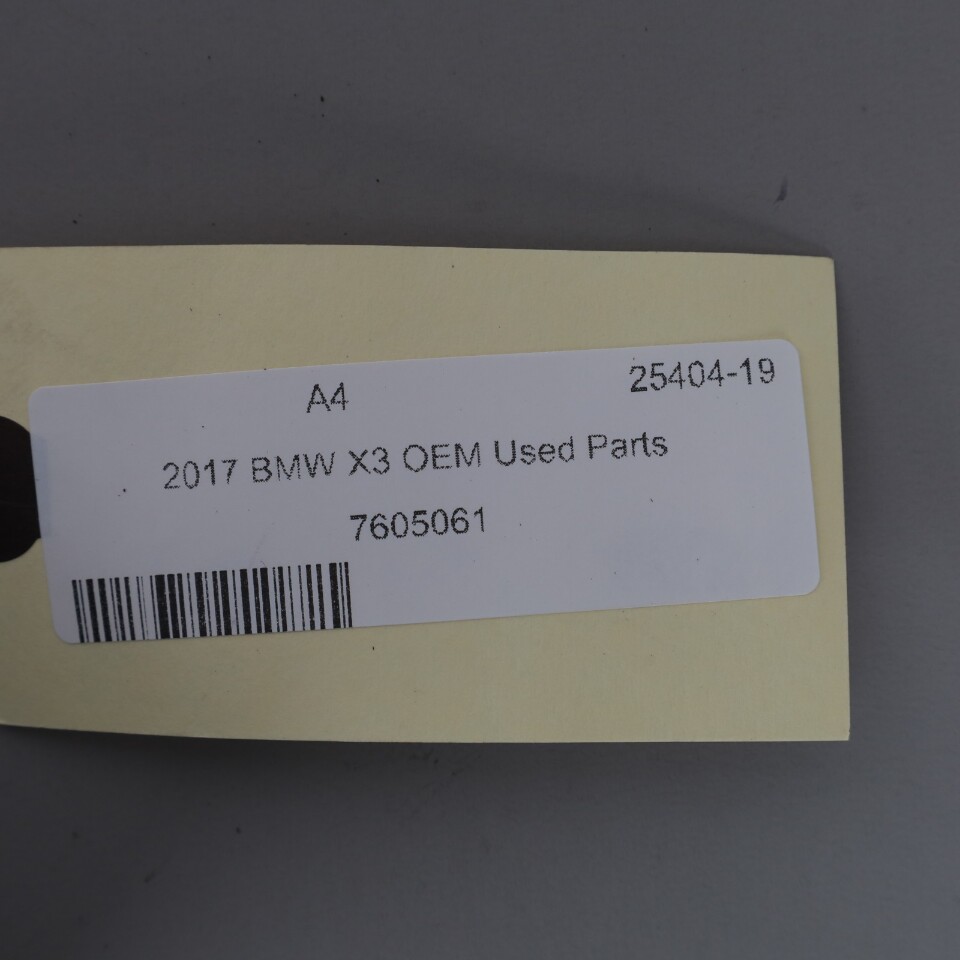 A4 25404-19
2017 BMW X3 OEM Used Parts
7605061